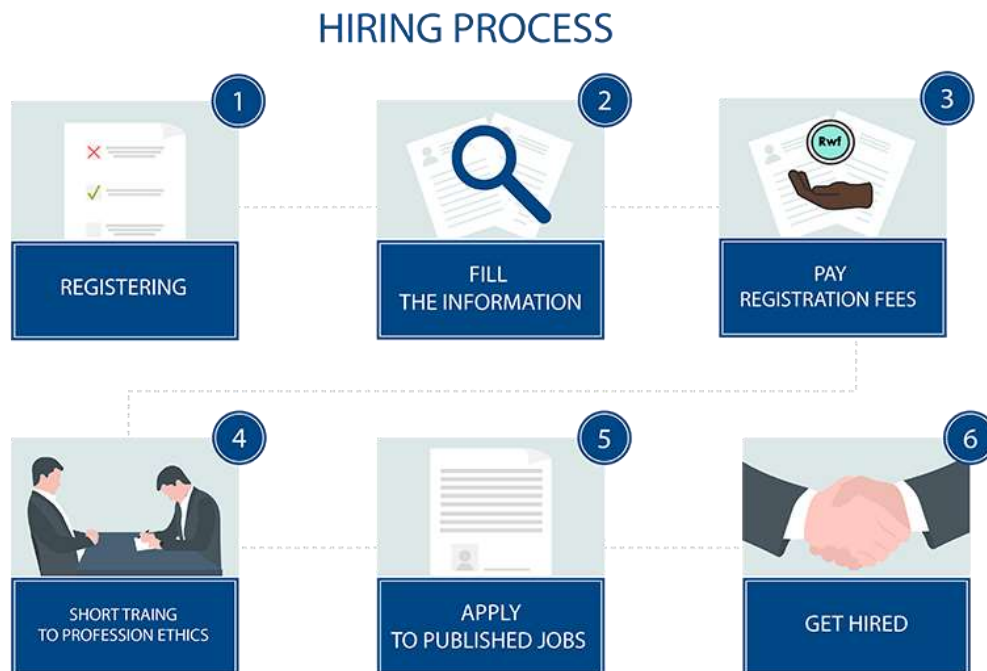 HIRING PROCESS
1
REGISTERING
2
FILL
THE INFORMATION
3
Rwf
PAY
REGISTRATION FEES
4
SHORT TRAING
TO PROFESSION ETHICS
5
APPLY
TO PUBLISHED JOBS
6
GET HIRED